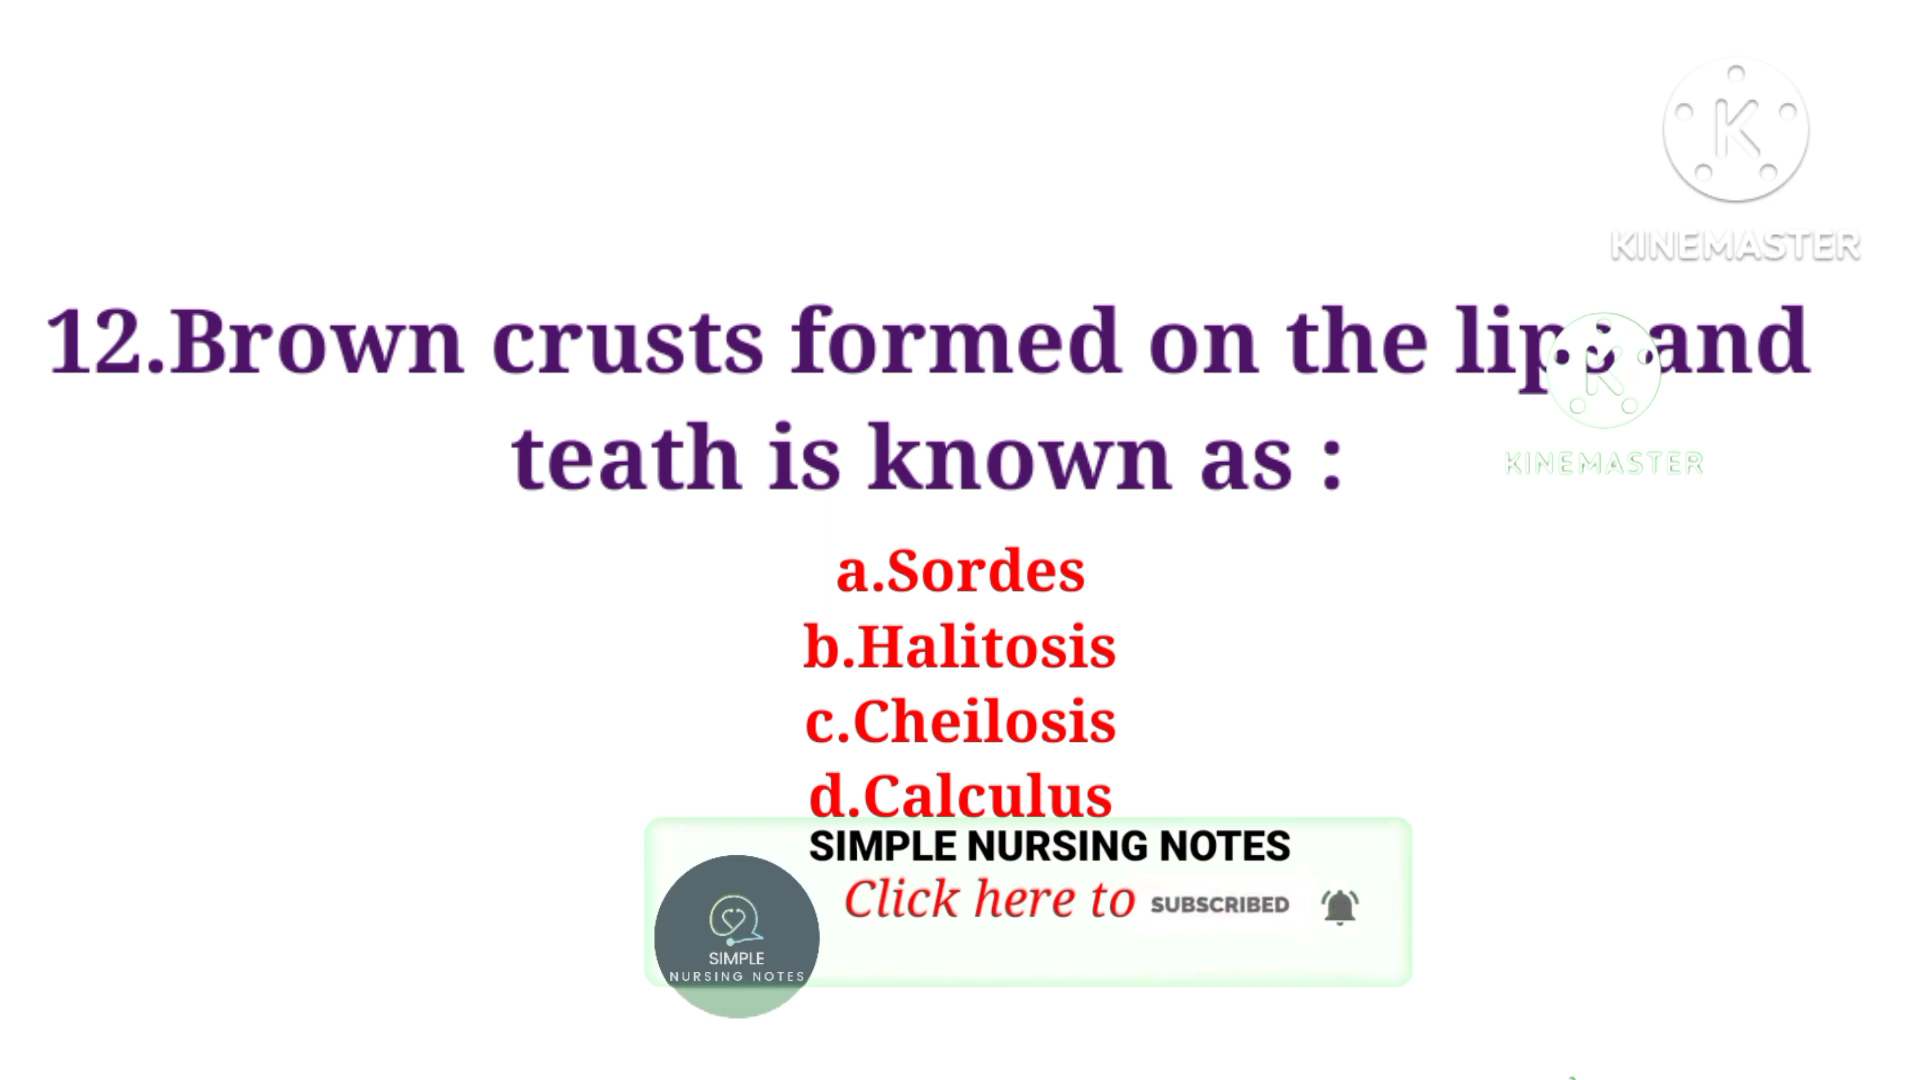 K
KINEMASTER
12.Brown crusts formed on the lips and
K
teath is known as :
KINEMASTER
a.Sordes
b.Halitosis
c.Cheilosis
d.Calculus
SIMPLE NURSING NOTES
Click here to SUBSCRIBED
SIMPLE
NURSING NOTES